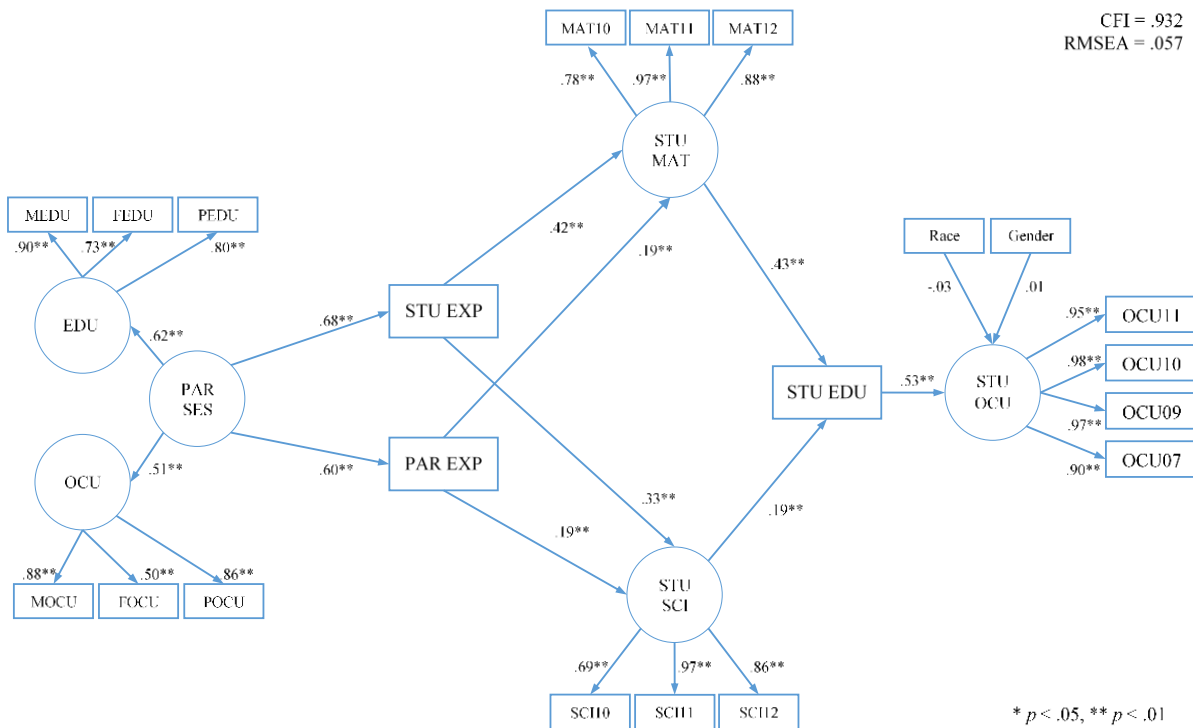 MAT10
MAT11
MAT12
CFI = .932
RMSEA = .057
.78**
.97**
.88**
STU
MAT
MEDU
FEDU
PEDU
.90**
.73**
.80**
.42**
.19**
Race
Gender
.43**
-.03
.01
EDU
STU EXP
.68**
.62**
.95**
OCU11
PAR
SES
STU EDU
.53**
STU
OCU
.98**
OCU10
OCU09
.97**
OCU
.51**
.60**
PAR EXP
.90**
OCU07
.33**
.19**
.19**
.88**
.50**
.86**
MOCU
FOCU
POCU
STU
SCI
.69**
.97**
.86**
SCI10
SCI11
SCI12
* p < .05, ** p < .01